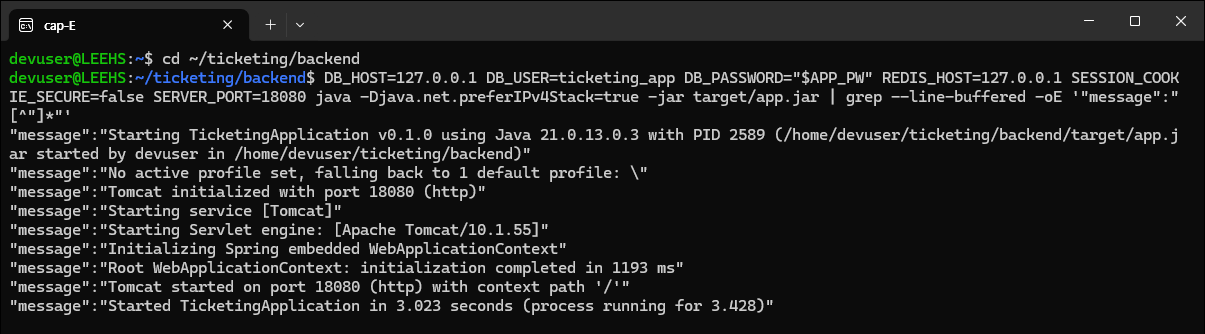 cap-E
devuser@LEEHS:~$ cd ~/ticketing/backend
devuser@LEEHS:~/ticketing/backend$ DB_HOST=127.0.0.1 DB_USER=ticketing_app DB_PASSWORD="$APP_PW" REDIS_HOST=127.0.0.1 SESSION_COOK
IE_SECURE=false SERVER_PORT=18080 java -Djava.net.preferIPv4Stack=true -jar target/app.jar | grep --line-buffered -oE '"message":"
[^"]*"'
"message":"Starting TicketingApplication v0.1.0 using Java 21.0.13.0.3 with PID 2589 (/home/devuser/ticketing/backend/target/app.j
ar started by devuser in /home/devuser/ticketing/backend)"
"message":"No active profile set, falling back to 1 default profile: \"
"message":"Tomcat initialized with port 18080 (http)"
"message":"Starting service [Tomcat]"
"message":"Starting Servlet engine: [Apache Tomcat/10.1.55]"
"message":"Initializing Spring embedded WebApplicationContext"
"message":"Root WebApplicationContext: initialization completed in 1193 ms"
"message":"Tomcat started on port 18080 (http) with context path '/'"
"message":"Started TicketingApplication in 3.023 seconds (process running for 3.428)"